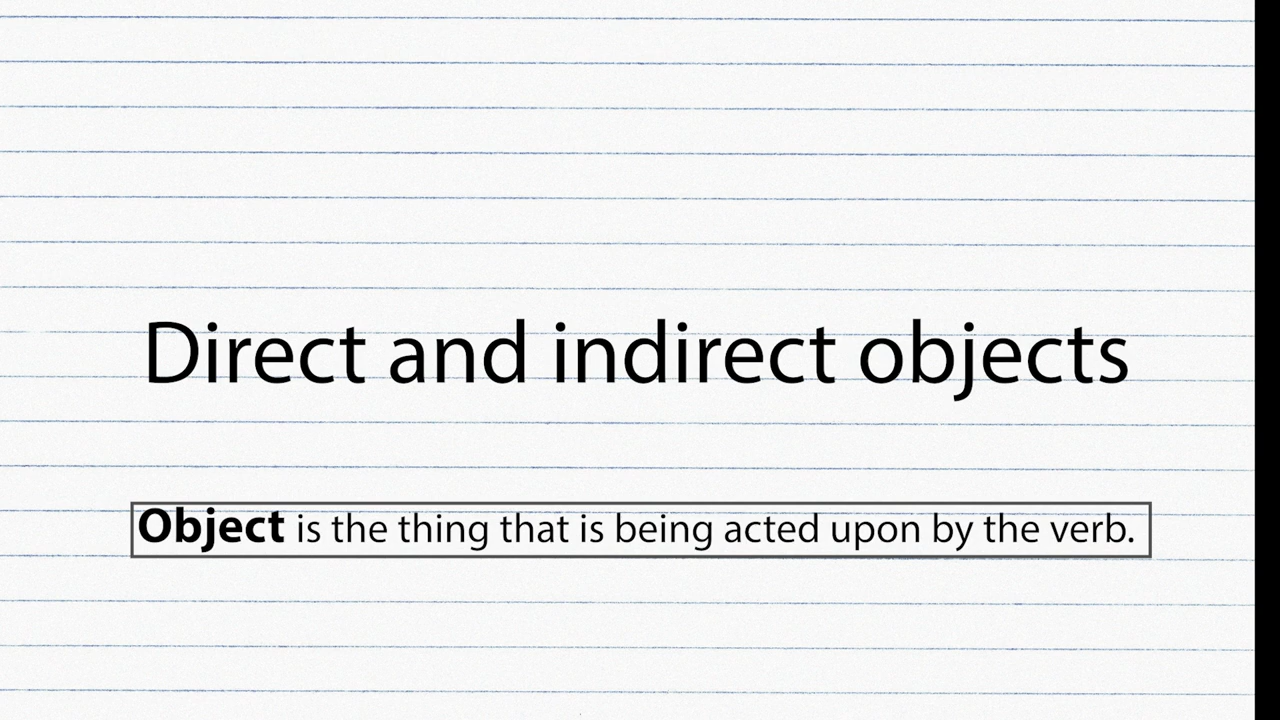 Direct and indirect objects
Object is the thing that is being acted upon by the verb.